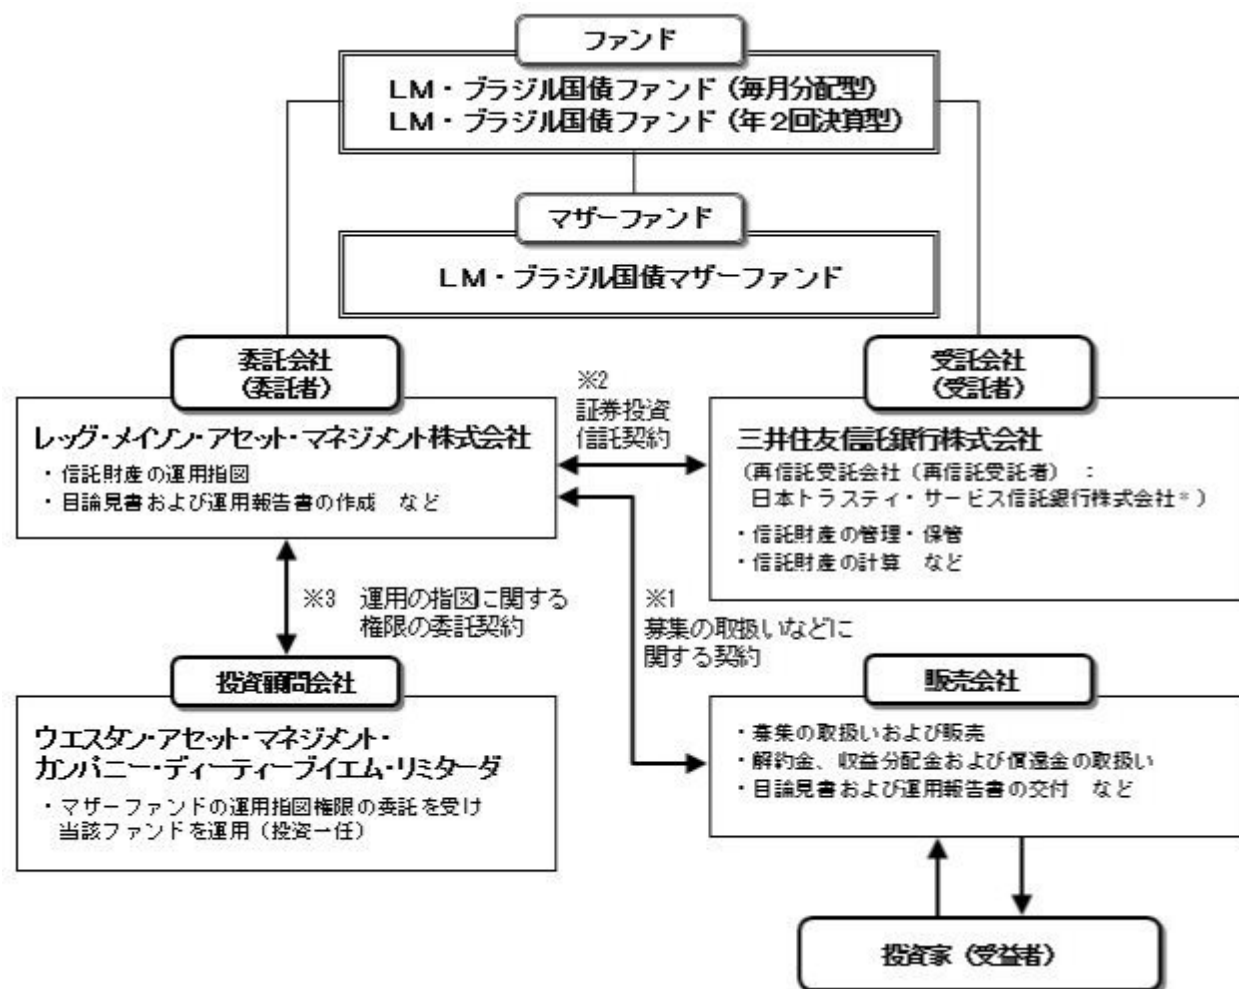 ファンド
LM・ブラジル国債ファンド（毎月分配型）
LM・ブラジル国債ファンド（年2回決算型）
マザーファンド
LM・ブラジル国債マザーファンド
委託会社
（委託者）
レッグ・メイソン・アセット・マネジメント株式会社
・信託財産の運用指図
・目論見書および運用報告書の作成　など
※2
証券投資
信託契約
受託会社
（受託者）
三井住友信託銀行株式会社
（再信託受託会社（再信託受託者）　：
日本トラスティ・サービス信託銀行株式会社*）
・信託財産の管理・保管
・信託財産の計算　など
※3　運用の指図に関する
権限の委託契約
※1
募集の取扱いなどに
関する契約
投資顧問会社
ウエスタン・アセット・マネジメント・
カンパニー・ディーティーブイエム・リミターダ
・マザーファンドの運用指図権限の委託を受け
当該ファンドを運用（投資一任）
販売会社
・募集の取扱いおよび販売
・解約金、収益分配金および償還金の取扱い
・目論見書および運用報告書の交付　など
投資家（受益者）